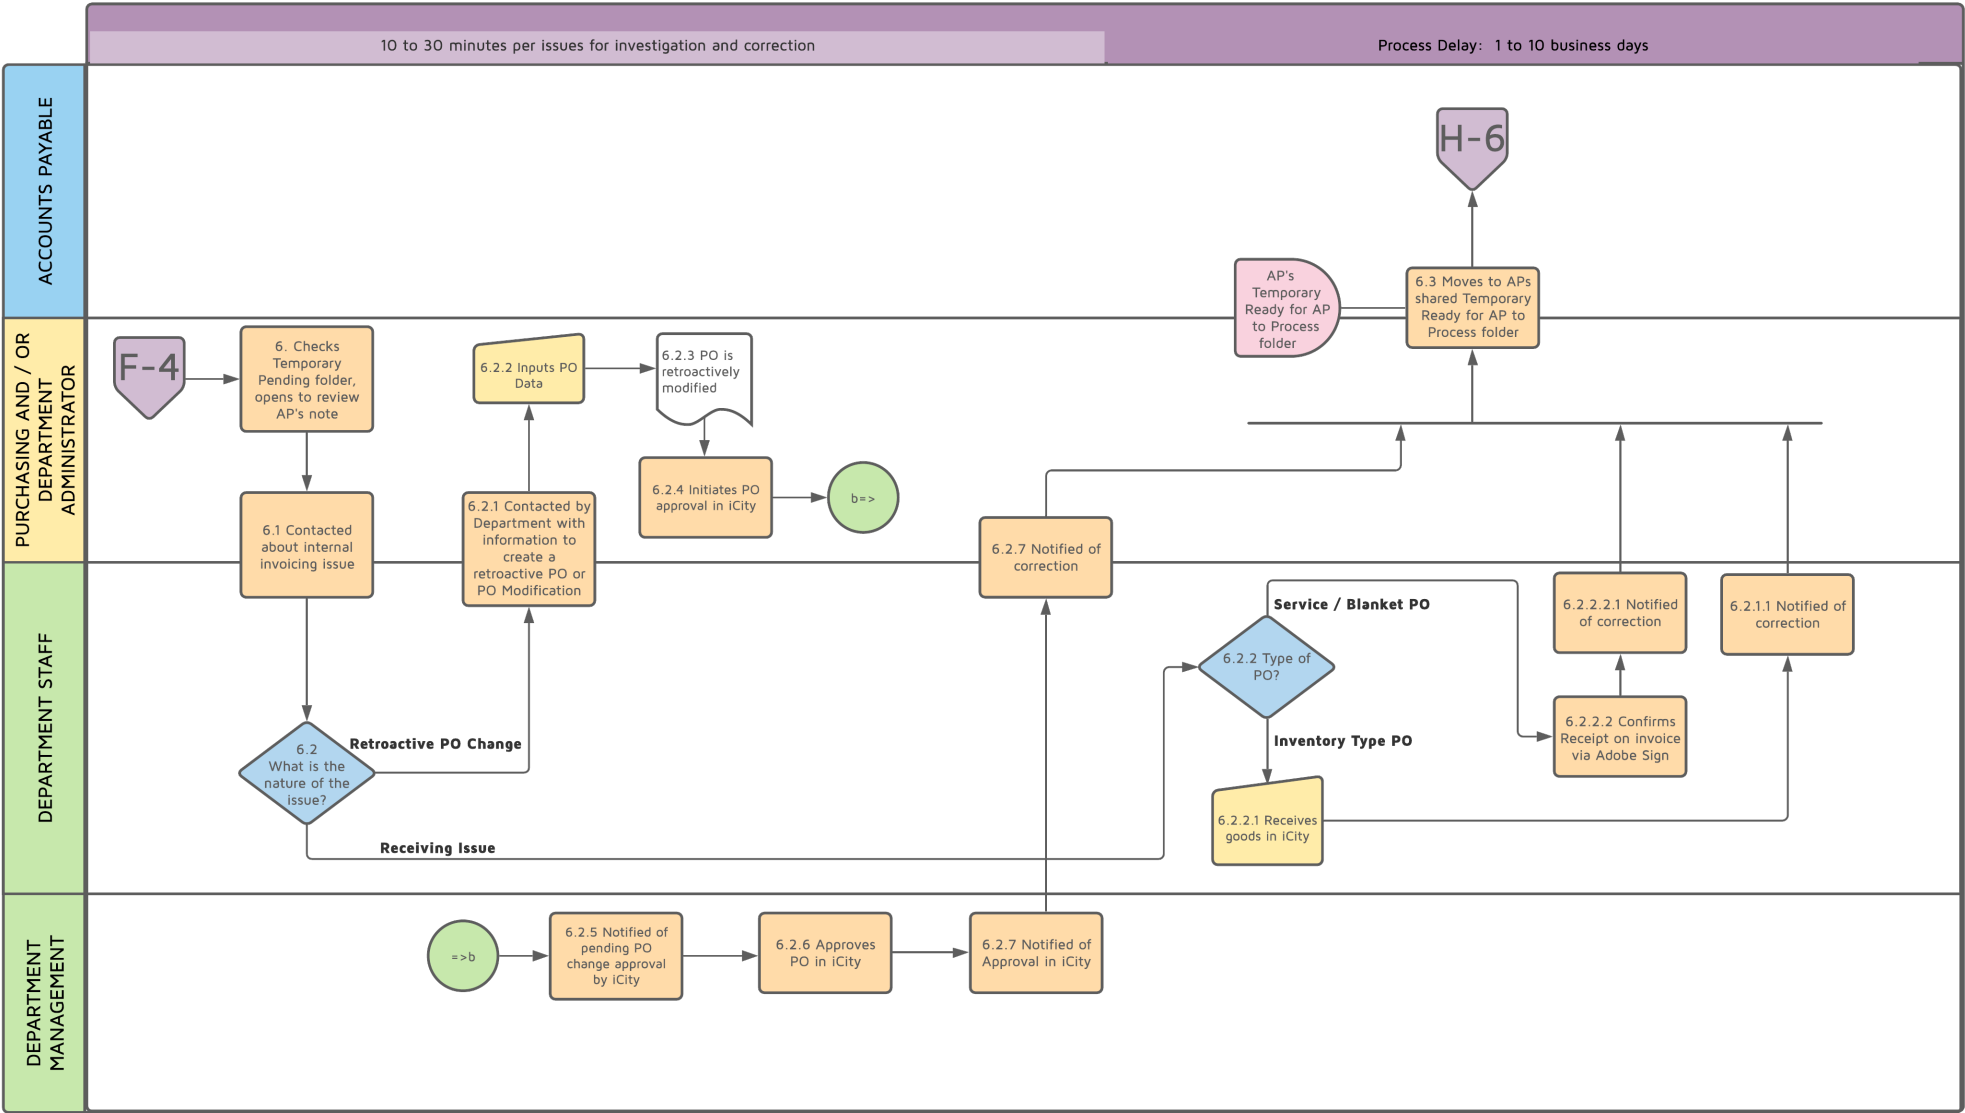 10 to 30 minutes per issues for investigation and correction
Process Delay:  1 to 10 business days
ACCOUNTS PAYABLE
H-6
AP's
Temporary
Ready for AP
to Process
folder
6.3 Moves to APs
shared Temporary
Ready for AP to
Process folder
PURCHASING AND / OR
DEPARTMENT
ADMINISTRATOR
F-4
6. Checks
Temporary
Pending folder,
opens to review
AP's note
6.2.2 Inputs PO
Data
6.2.3 PO is
retroactively
modified
6.2.4 Initiates PO
approval in iCity
b=>
6.1 Contacted
about internal
invoicing issue
6.2.1 Contacted by
Department with
information to
create a
retroactive PO or
PO Modification
6.2.7 Notified of
correction
DEPARTMENT STAFF
6.2
What is the
nature of the
issue?
Retroactive PO Change
Receiving Issue
Service / Blanket PO
6.2.2 Type of
PO?
Inventory Type PO
6.2.2.1 Receives
goods in iCity
6.2.2.2.1 Notified
of correction
6.2.2.2 Confirms
Receipt on invoice
via Adobe Sign
6.2.1.1 Notified of
correction
DEPARTMENT
MANAGEMENT
=>b
6.2.5 Notified of
pending PO
change approval
by iCity
6.2.6 Approves
PO in iCity
6.2.7 Notified of
Approval in iCity